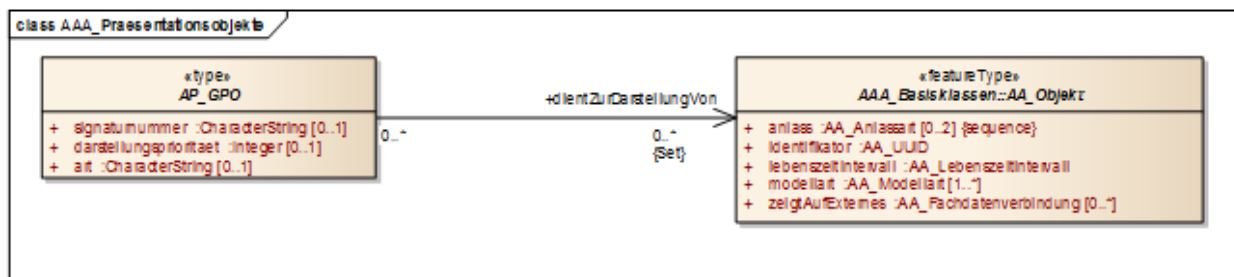 class AAA_Praesentationsobjekte
«type»
AP_GPO
+ signaturnummer :CharacterString [0..1]
+ darstellungsprioritaet :Integer [0..1]
+ art :CharacterString [0..1]
+dientZurDarstellungVon
0..*
0..*
{Set}
«featureType»
AAA_Basisklassen::AA_Objekt
+ anlass :AA_Anlassart [0..2] {sequence}
+ identifikator :AA_UUID
+ lebenszeitintervall :AA_Lebenszeitintervall
+ modellart :AA_Modellart [1..*]
+ zeigtAufExternes :AA_Fachdatenverbindung [0..*]